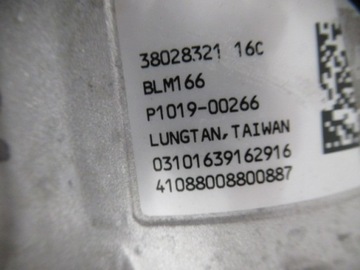 38028321 16C
BLM166
P1019-00266
LUNGTAN, TAIWAN
03101639162916
41088008800887